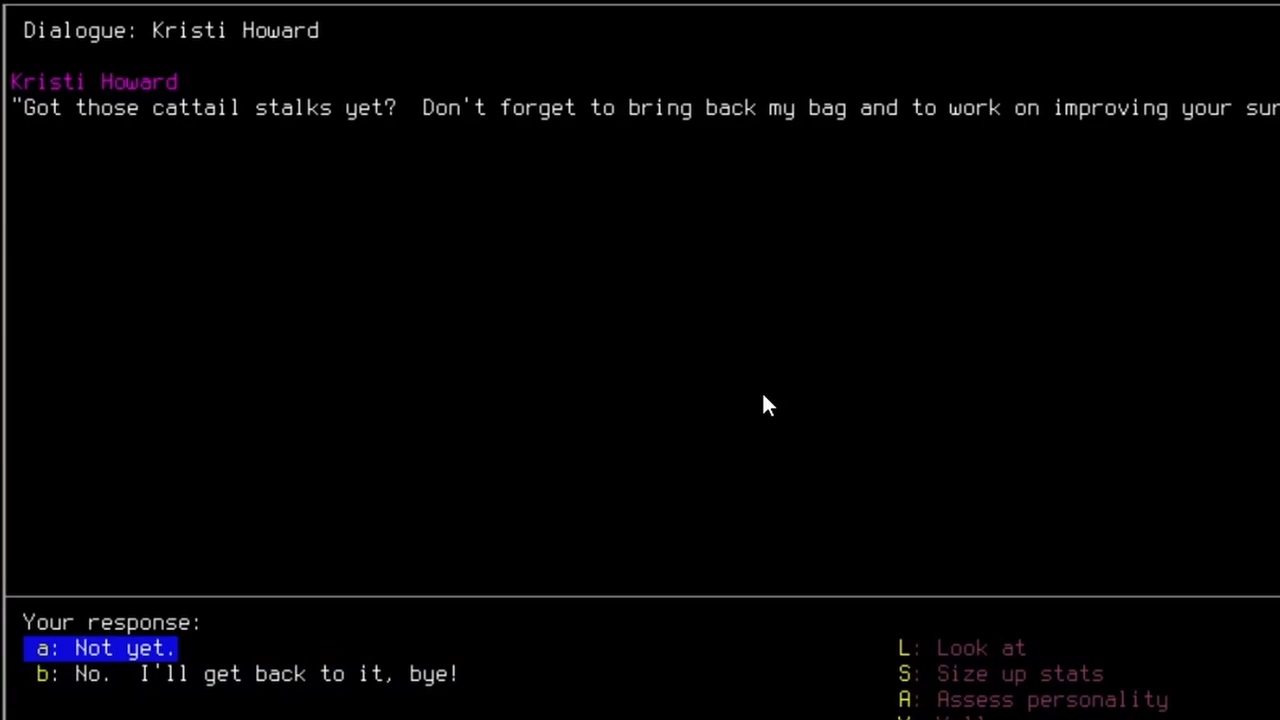 Dialogue: Kristi Howard
Kristi Howard
"Got those cattail stalks yet?  Don't forget to bring back my bag and to work on improving your
Your response:
a: Not yet.
b: No.  I'll get back to it, bye!
L: Look at
S: Size up stats
A: Assess personality